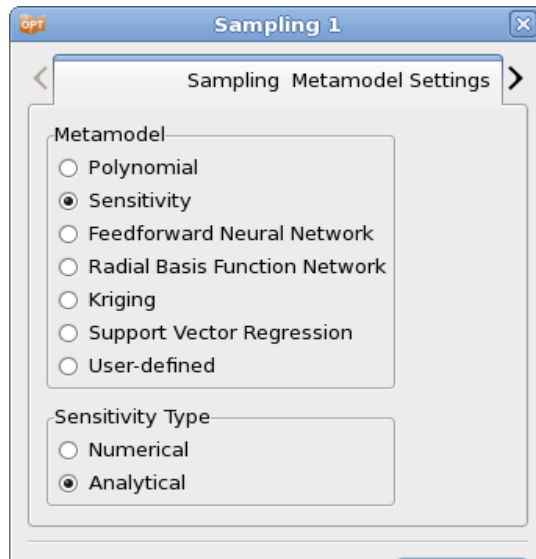 OPT
Sampling 1
Sampling Metamodel Settings
Metamodel
Polynomial
Sensitivity
Feedforward Neural Network
Radial Basis Function Network
Kriging
Support Vector Regression
User-defined
Sensitivity Type
Numerical
Analytical